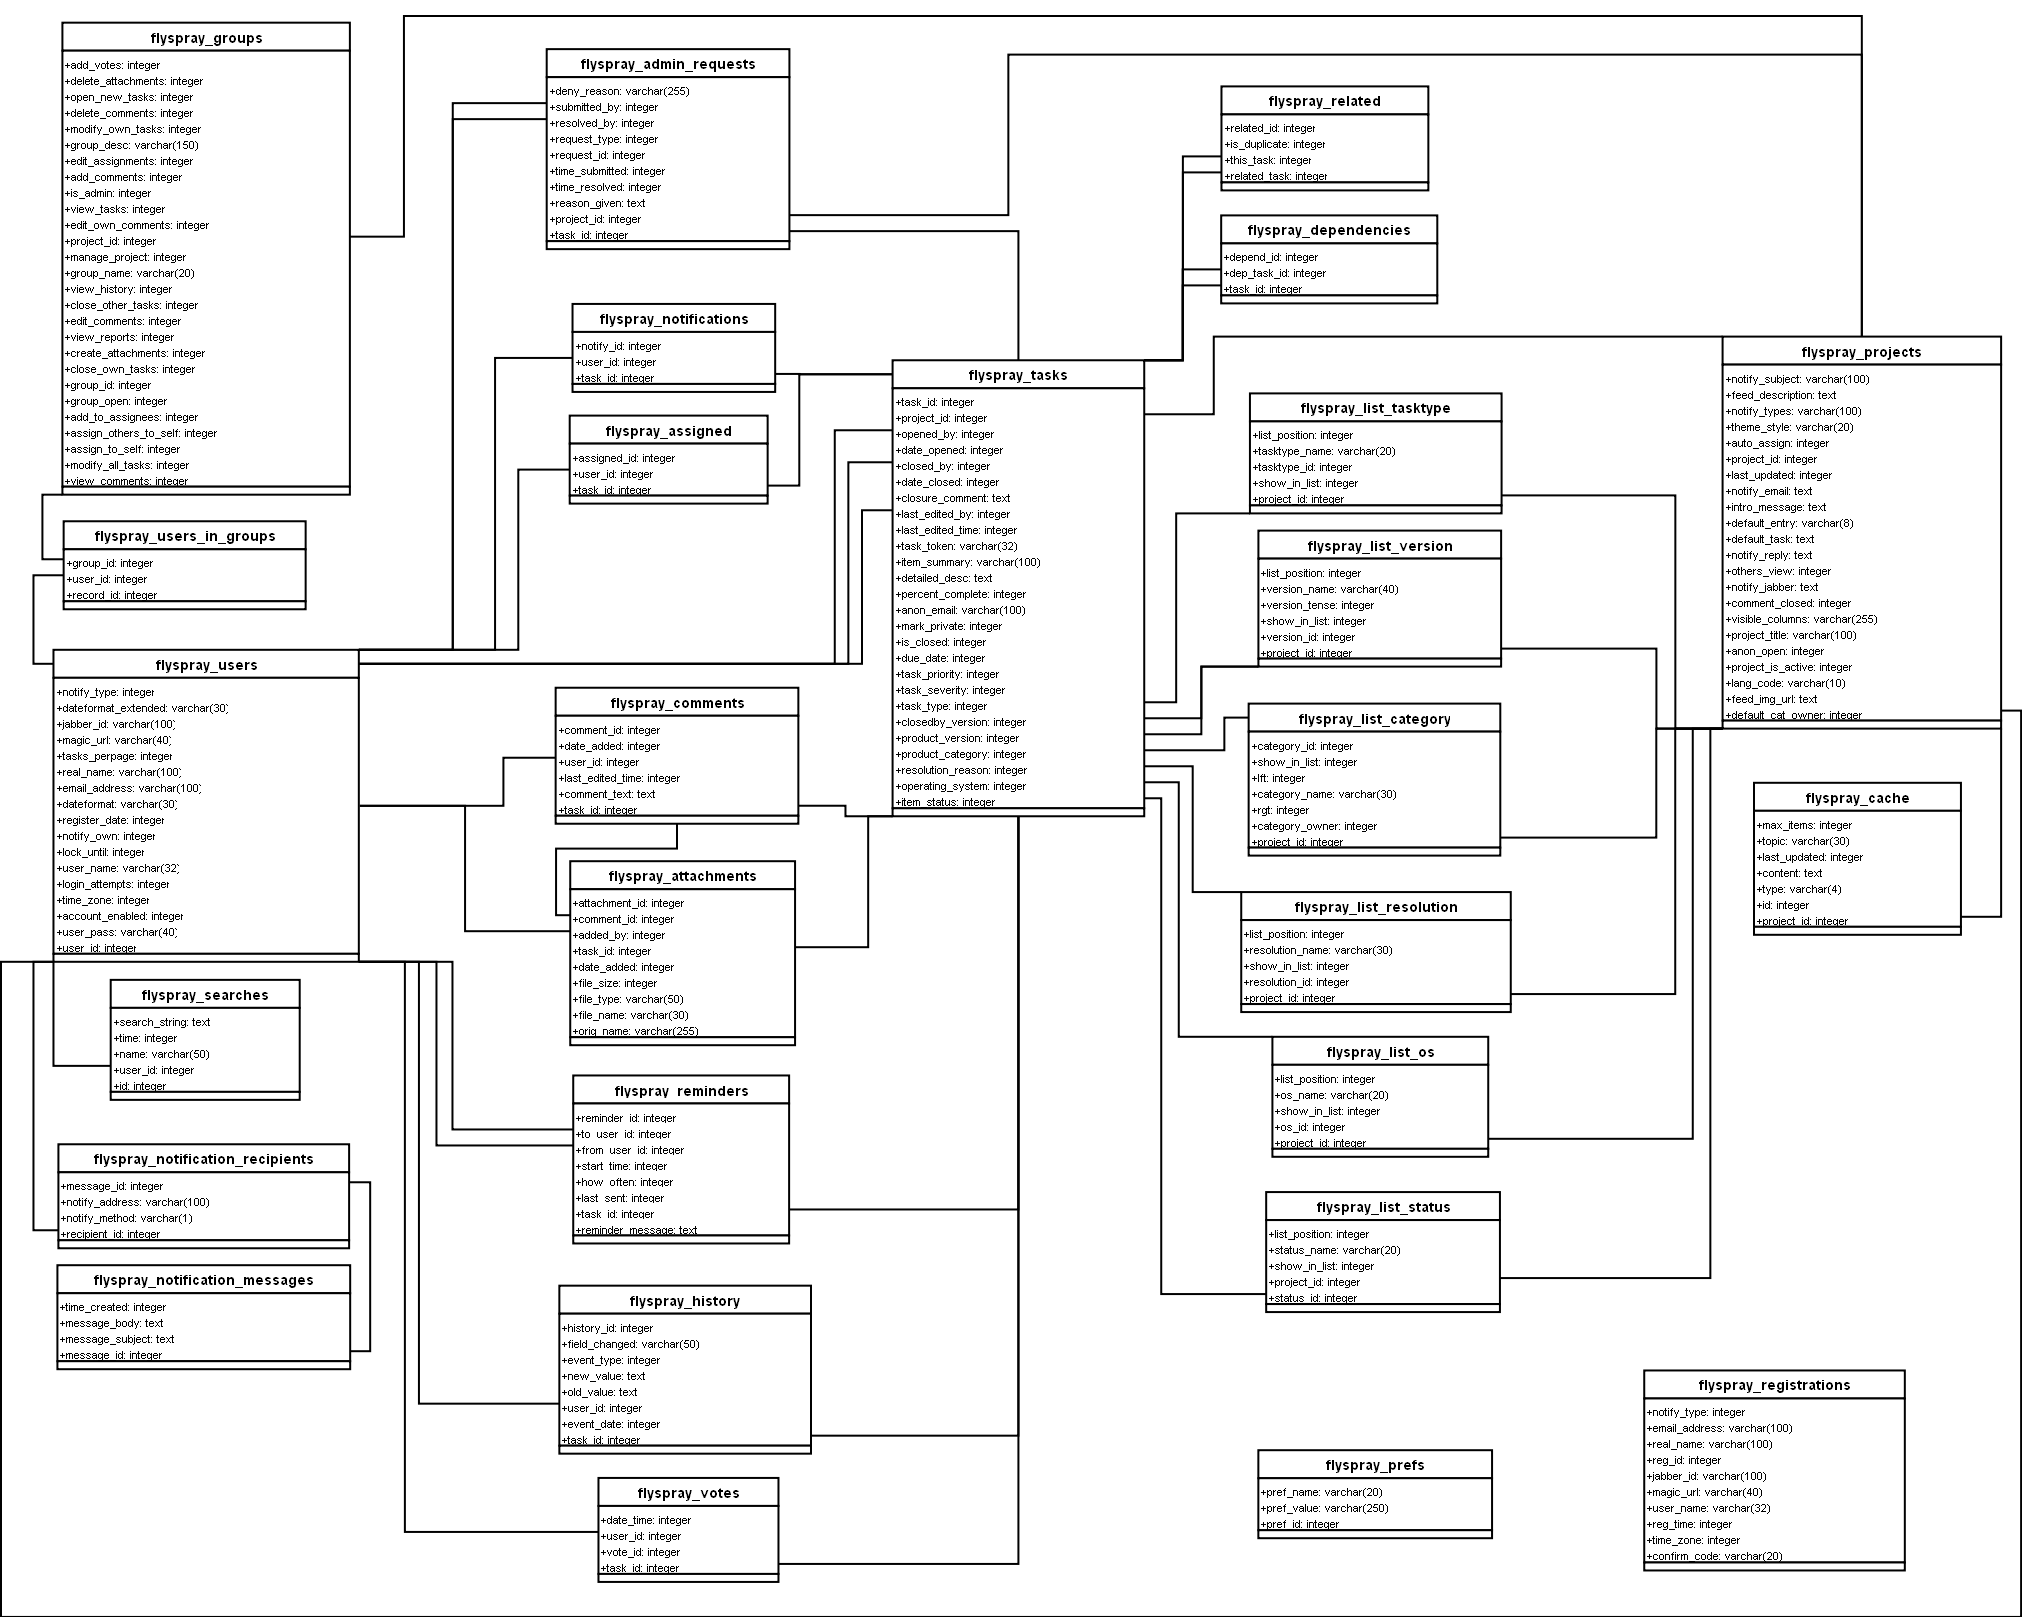 flyspray_groups
+add_votes: integer
+delete_attachments: integer
+open_new_tasks: integer
+delete_comments: integer
+modify_own_tasks: integer
+group_desc: varchar(150)
+edit_assignments: integer
+add_comments: integer
+is_admin: integer
+view_tasks: integer
+edit_own_comments: integer
+project_id: integer
+manage_project: integer
+group_name: varchar(20)
+view_history: integer
+close_other_tasks: integer
+edit_comments: integer
+view_reports: integer
+create_attachments: integer
+close_own_tasks: integer
+group_id: integer
+group_open: integer
+add_to_assignees: integer
+assign_others_to_self: integer
+assign_to_self: integer
+modify_all_tasks: integer
+view_comments: integer
flyspray_users_in_groups
+group_id: integer
+user_id: integer
+record_id: integer
flyspray_users
+notify_type: integer
+dateformat_extended: varchar(30)
+jabber_id: varchar(100)
+magic_url: varchar(40)
+tasks_perpage: integer
+real_name: varchar(100)
+email_address: varchar(100)
+dateformat: varchar(30)
+register_date: integer
+notify_own: integer
+lock_until: integer
+user_name: varchar(32)
+login_attempts: integer
+time_zone: integer
+account_enabled: integer
+user_pass: varchar(40)
+user_id: integer
flyspray_searches
+search_string: text
+time: integer
+name: varchar(50)
+user_id: integer
+id: integer
flyspray_notification_recipients
+message_id: integer
+notify_address: varchar(100)
+notify_method: varchar(1)
+recipient_id: integer
flyspray_notification_messages
+time_created: integer
+message_body: text
+message_subject: text
+message_id: integer
flyspray_admin_requests
+deny_reason: varchar(255)
+submitted_by: integer
+resolved_by: integer
+request_type: integer
+request_id: integer
+time_submitted: integer
+time_resolved: integer
+reason_given: text
+project_id: integer
+task_id: integer
flyspray_notifications
+notify_id: integer
+user_id: integer
+task_id: integer
flyspray_assigned
+assigned_id: integer
+user_id: integer
+task_id: integer
flyspray_comments
+comment_id: integer
+date_added: integer
+user_id: integer
+last_edited_time: integer
+comment_text: text
+task_id: integer
flyspray_attachments
+attachment_id: integer
+comment_id: integer
+added_by: integer
+task_id: integer
+date_added: integer
+file_size: integer
+file_type: varchar(50)
+file_name: varchar(30)
+orig_name: varchar(255)
flyspray_reminders
+reminder_id: integer
+to_user_id: integer
+from_user_id: integer
+start_time: integer
+how_often: integer
+last_sent: integer
+task_id: integer
+reminder_message: text
flyspray_history
+history_id: integer
+field_changed: varchar(50)
+event_type: integer
+new_value: text
+old_value: text
+user_id: integer
+event_date: integer
+task_id: integer
flyspray_votes
+date_time: integer
+user_id: integer
+vote_id: integer
+task_id: integer
flyspray_tasks
+task_id: integer
+project_id: integer
+opened_by: integer
+date_opened: integer
+closed_by: integer
+date_closed: integer
+closure_comment: text
+last_edited_by: integer
+last_edited_time: integer
+task_token: varchar(32)
+item_summary: varchar(100)
+detailed_desc: text
+percent_complete: integer
+anon_email: varchar(100)
+mark_private: integer
+is_closed: integer
+due_date: integer
+task_priority: integer
+task_severity: integer
+task_type: integer
+closedby_version: integer
+product_version: integer
+product_category: integer
+resolution_reason: integer
+operating_system: integer
+item_status: integer
flyspray_related
+related_id: integer
+is_duplicate: integer
+this_task: integer
+related_task: integer
flyspray_dependencies
+depend_id: integer
+dep_task_id: integer
+task_id: integer
flyspray_list_tasktype
+list_position: integer
+tasktype_name: varchar(20)
+tasktype_id: integer
+show_in_list: integer
+project_id: integer
flyspray_list_version
+list_position: integer
+version_name: varchar(40)
+version_tense: integer
+show_in_list: integer
+version_id: integer
+project_id: integer
flyspray_list_category
+category_id: integer
+show_in_list: integer
+lft: integer
+category_name: varchar(30)
+rgt: integer
+category_owner: integer
+project_id: integer
flyspray_list_resolution
+list_position: integer
+resolution_name: varchar(30)
+show_in_list: integer
+resolution_id: integer
+project_id: integer
flyspray_list_os
+list_position: integer
+os_name: varchar(20)
+show_in_list: integer
+os_id: integer
+project_id: integer
flyspray_list_status
+list_position: integer
+status_name: varchar(20)
+show_in_list: integer
+project_id: integer
+status_id: integer
flyspray_prefs
+pref_name: varchar(20)
+pref_value: varchar(250)
+pref_id: integer
flyspray_projects
+notify_subject: varchar(100)
+feed_description: text
+notify_types: varchar(100)
+theme_style: varchar(20)
+auto_assign: integer
+project_id: integer
+last_updated: integer
+notify_email: text
+intro_message: text
+default_entry: varchar(8)
+default_task: text
+notify_reply: text
+others_view: integer
+notify_jabber: text
+comment_closed: integer
+visible_columns: varchar(255)
+project_title: varchar(100)
+anon_open: integer
+project_is_active: integer
+lang_code: varchar(10)
+feed_img_url: text
+default_cat_owner: integer
flyspray_cache
+max_items: integer
+topic: varchar(30)
+last_updated: integer
+content: text
+type: varchar(4)
+id: integer
+project_id: integer
flyspray_registrations
+notify_type: integer
+email_address: varchar(100)
+real_name: varchar(100)
+reg_id: integer
+jabber_id: varchar(100)
+magic_url: varchar(40)
+user_name: varchar(32)
+reg_time: integer
+time_zone: integer
+confirm_code: varchar(20)